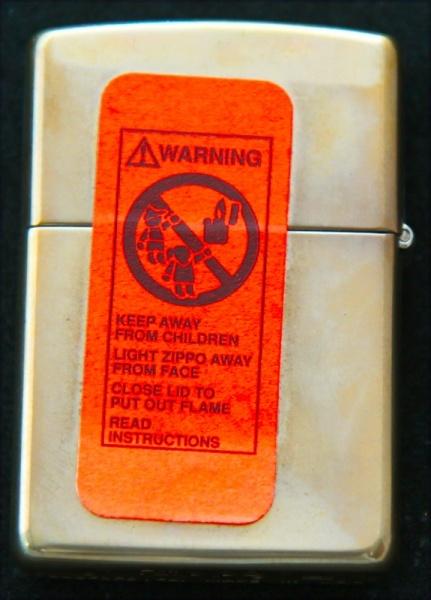 WARNING
KEEP AWAY
FROM CHILDREN
LIGHT ZIPPO AWAY
FROM FACE
CLOSE LID TO
PUT OUT FLAME
READ
INSTRUCTIONS